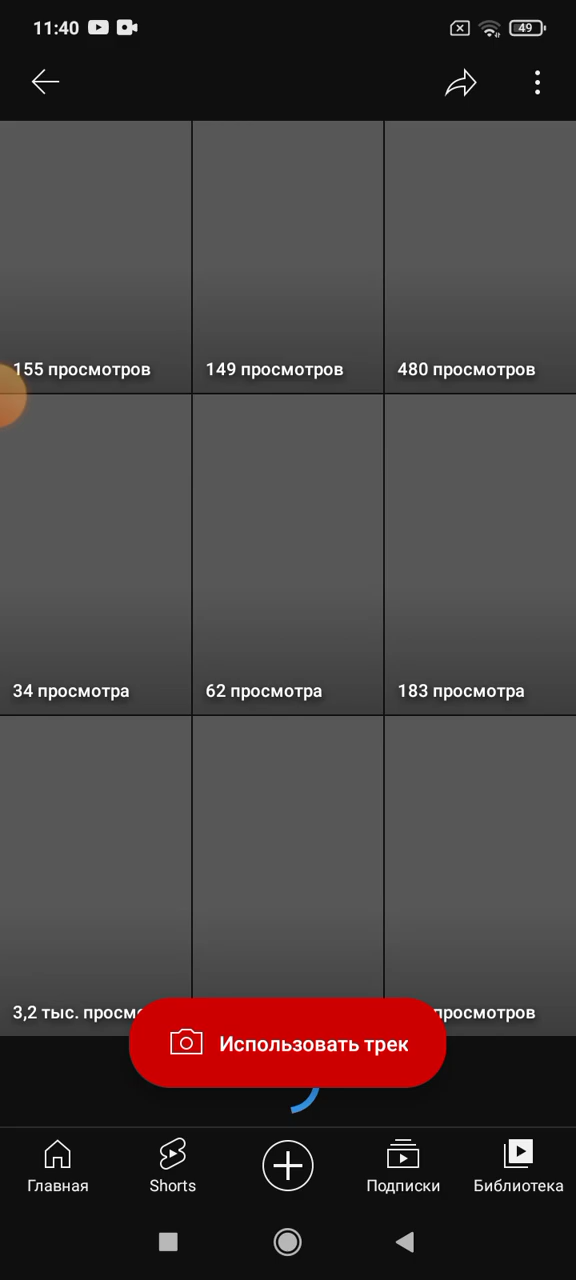 11:40
49
155 просмотров
149 просмотров
480 просмотров
34 просмотра
62 просмотра
183 просмотра
3,2 тыс.
просмотров
Использовать трек
Главная
Shorts
Подписки
Библиотека